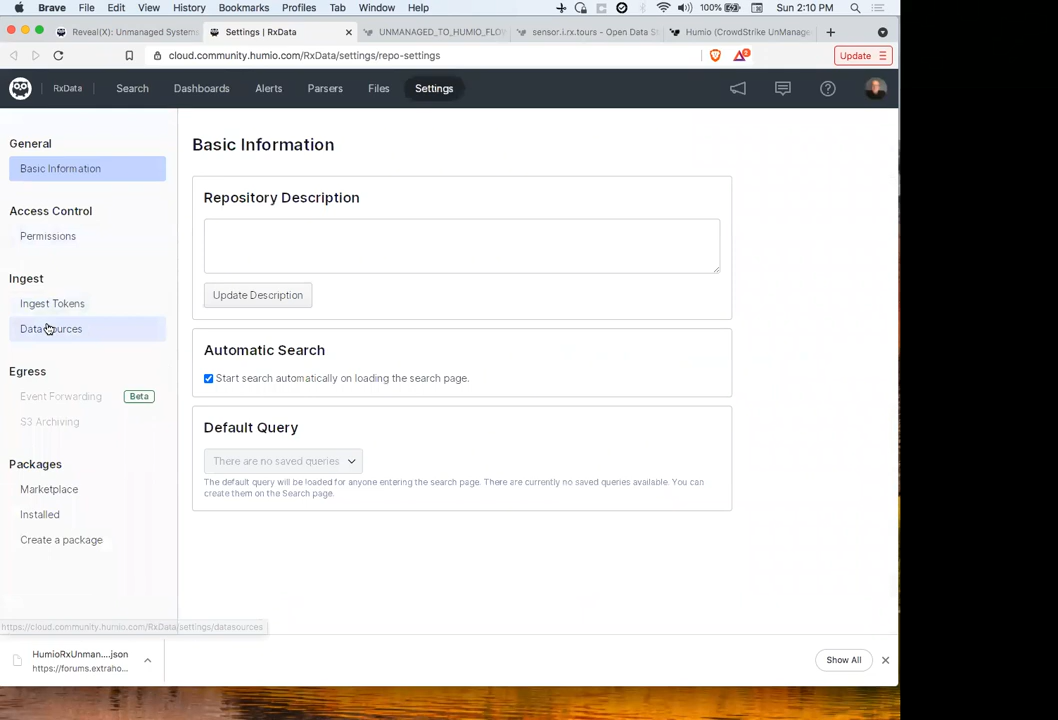 Brave File Edit View History Bookmarks Profiles Tab Window Help 100% Sun 2:10 PM
Reveal(X): Unmanaged Systems Settings | RxData UNMANAGED_TO_HUMIO_FLOW sensor.i.rx.tours - Open Data S Humio (CrowdStrike UnManage
cloud.community.humio.com/RxData/settings/repo-settings 2 Update
RxData Search Dashboards Alerts Parsers Files Settings
General
Basic Information
Access Control
Permissions
Ingest
Ingest Tokens
Data sources
Egress
Event Forwarding Beta
S3 Archiving
Packages
Marketplace
Installed
Create a package
Basic Information
Repository Description
Update Description
Automatic Search
Start search automatically on loading the search page.
Default Query
There are no saved queries
The default query will be loaded for anyone entering the search page. There are currently no saved queries available. You can
create them on the Search page.
https://cloud.community.humio.com/RxData/settings/datasources
HumioRxUnman....json
https://forums.extraho...
Show All